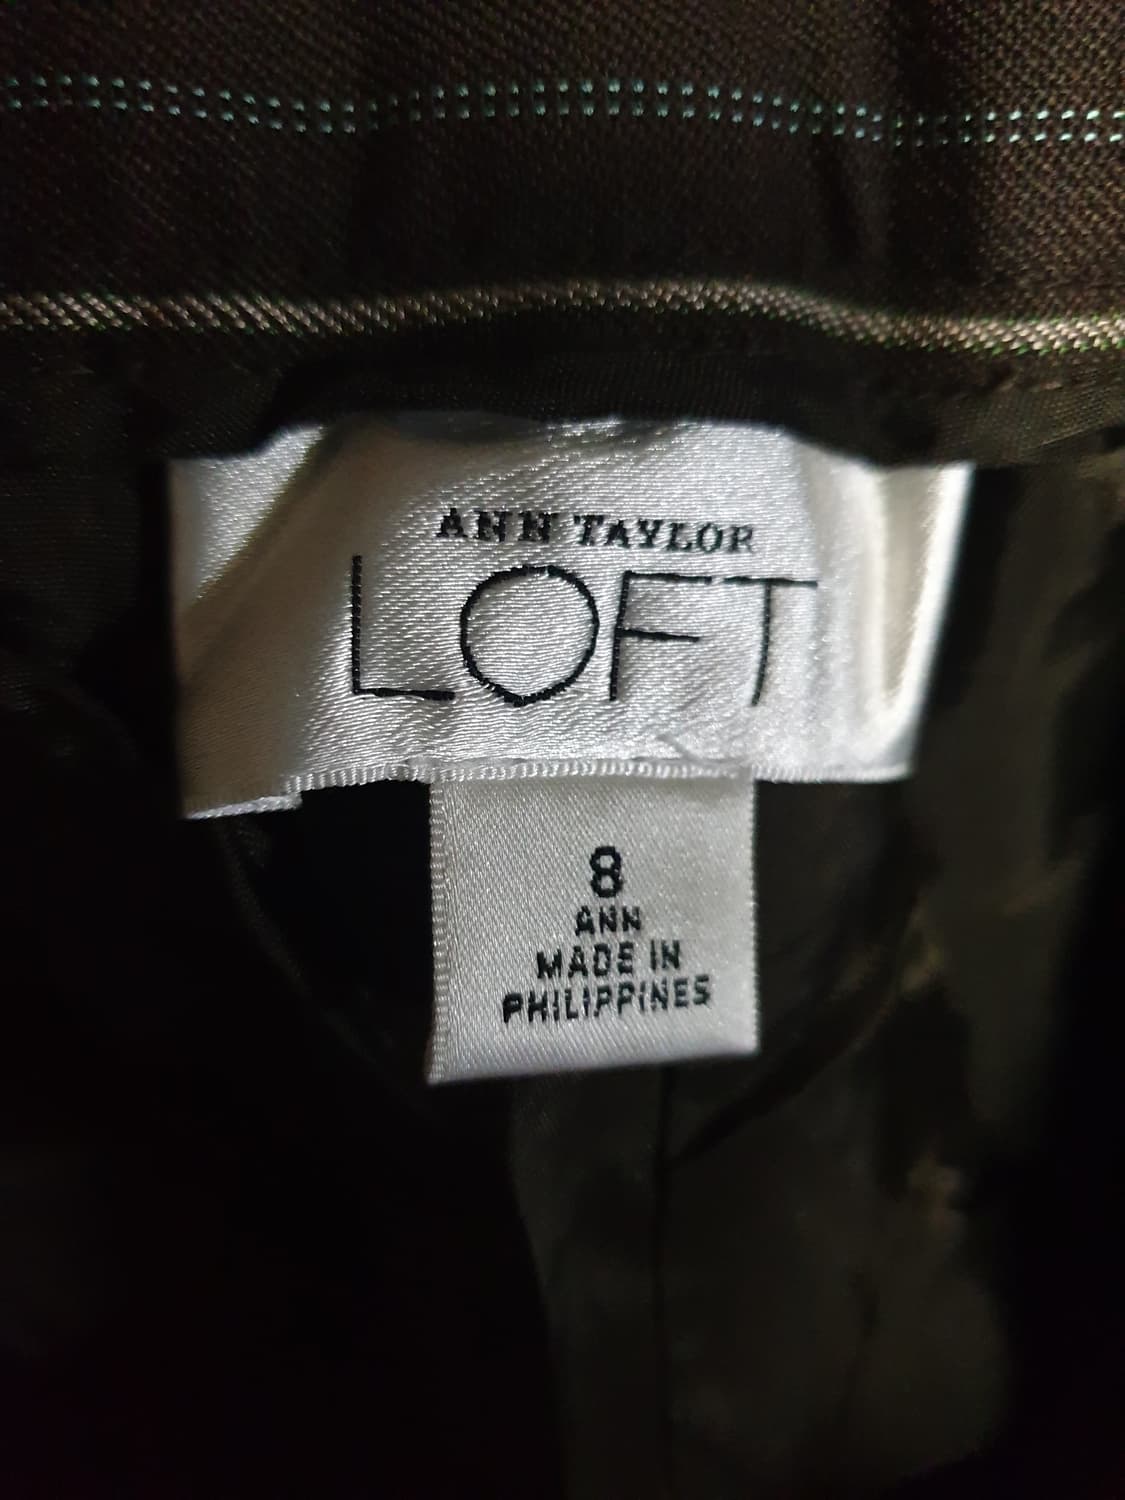 ANN TAYLOR
LOFT
8
ANN
MADE IN
PHILIPPINES